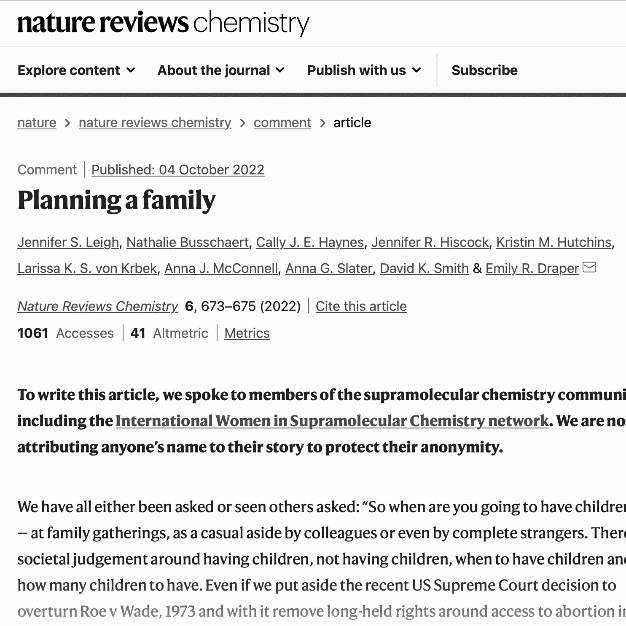 nature reviews chemistry
Explore content About the journal Publish with us Subscribe
nature > nature reviews chemistry > comment > article
Comment | Published: 04 October 2022
Planning a family
Jennifer S. Leigh, Nathalie Busschaert, Cally J. E. Haynes, Jennifer R. Hiscock, Kristin M. Hutchins,
Larissa K. S. von Krbek, Anna J. McConnell, Anna G. Slater, David K. Smith & Emily R. Draper
Nature Reviews Chemistry 6, 673–675 (2022) | Cite this article
1061 Accesses | 41 Altmetric | Metrics
To write this article, we spoke to members of the supramolecular chemistry communi
including the International Women in Supramolecular Chemistry network. We are no
attributing anyone’s name to their story to protect their anonymity.
We have all either been asked or seen others asked: “So when are you going to have childre
— at family gatherings, as a casual aside by colleagues or even by complete strangers. Ther
societal judgement around having children, not having children, when to have children an
how many children to have. Even if we put aside the recent US Supreme Court decision to
overturn Roe v Wade, 1973 and with it remove long-held rights around access to abortion i